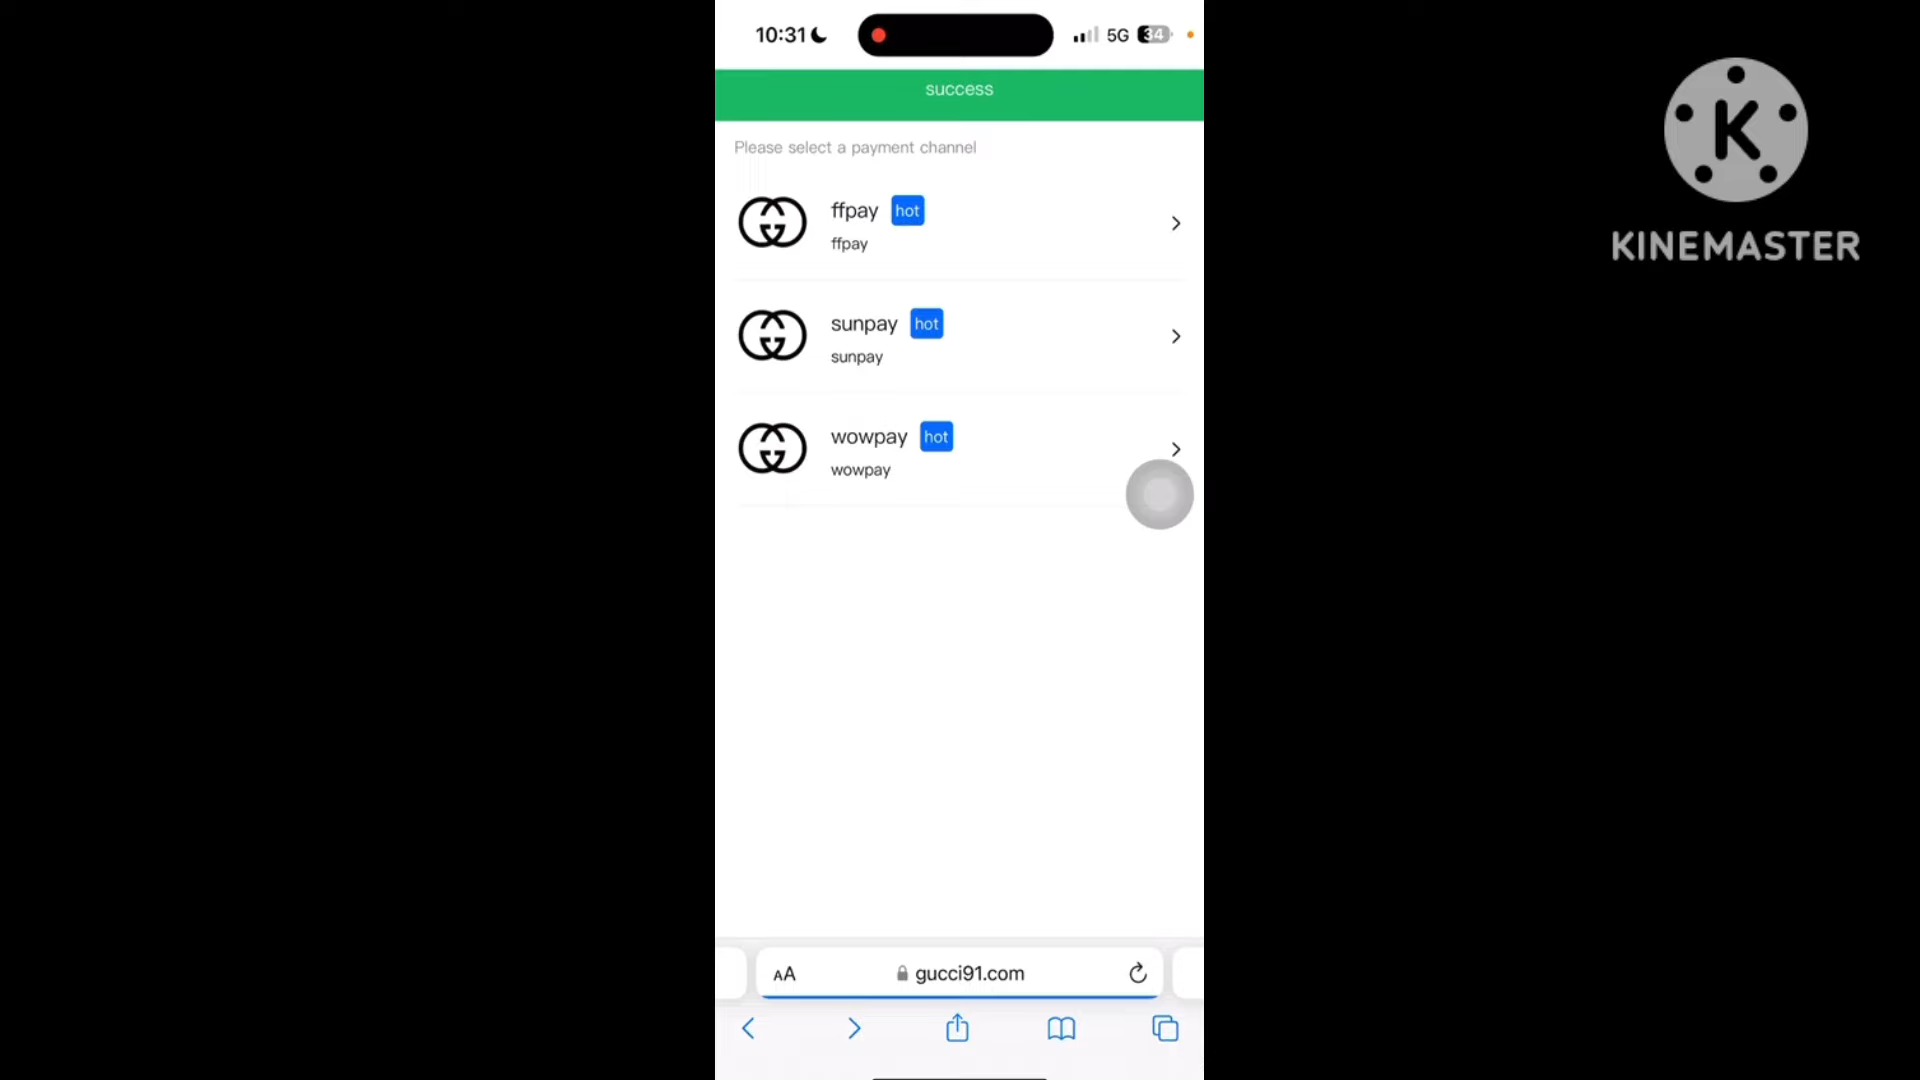 10:31
5G
34
success
Please select a payment channel
ffpay hot
ffpay
sunpay hot
sunpay
wowpay hot
wowpay
AA
gucci91.com
K
KINEMASTER